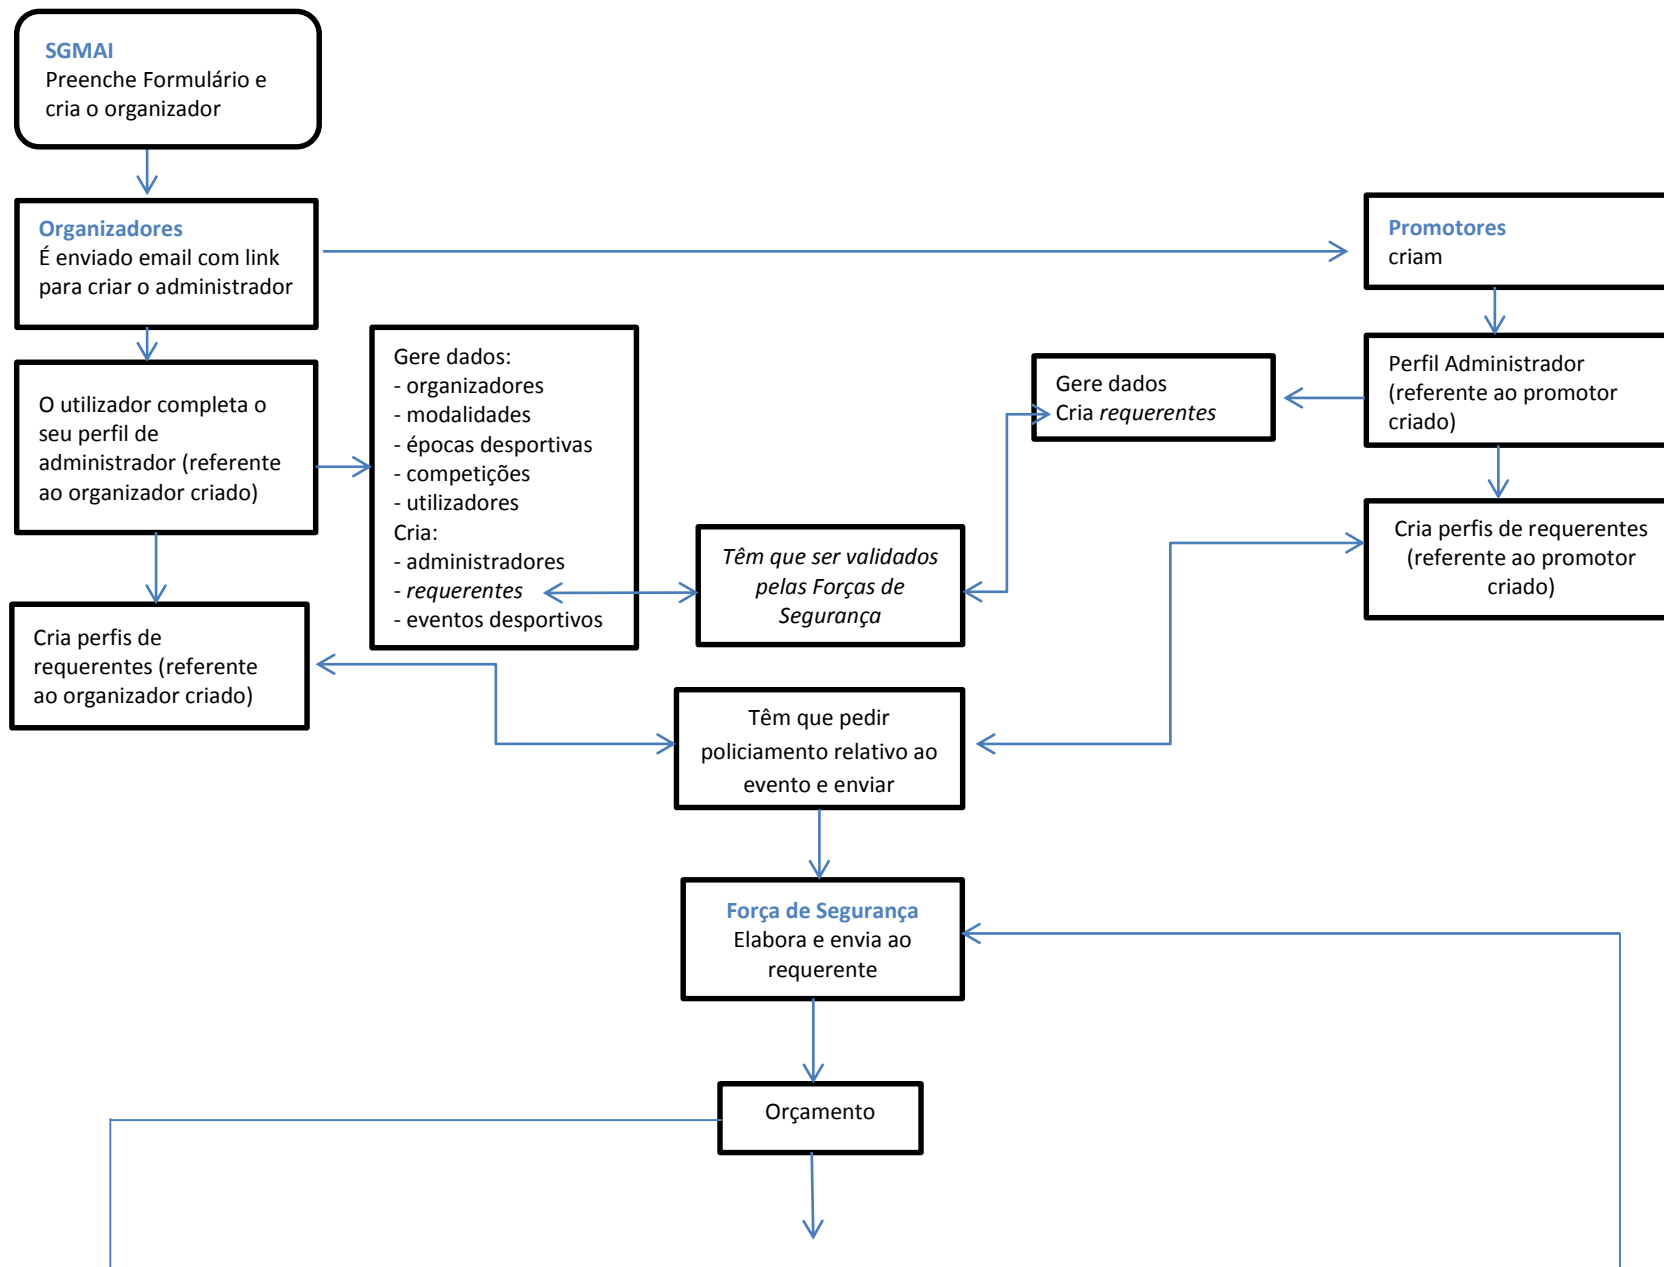 SGMAI
Preenche Formulário e
cria o organizador
Organizadores
É enviado email com link
para criar o administrador
Promotores
criam
O utilizador completa o
seu perfil de
administrador (referente
ao organizador criado)
Gere dados:
- organizadores
- modalidades
- épocas desportivas
- competições
- utilizadores
Cria:
- administradores
- requerentes
- eventos desportivos
Gere dados
Cria requerentes
Perfil Administrador
(referente ao promotor
criado)
Têm que ser validados
pelas Forças de
Segurança
Cria perfis de requerentes
(referente ao promotor
criado)
Cria perfis de
requerentes (referente
ao organizador criado)
Têm que pedir
policiamento relativo ao
evento e enviar
Força de Segurança
Elabora e envia ao
requerente
Orçamento